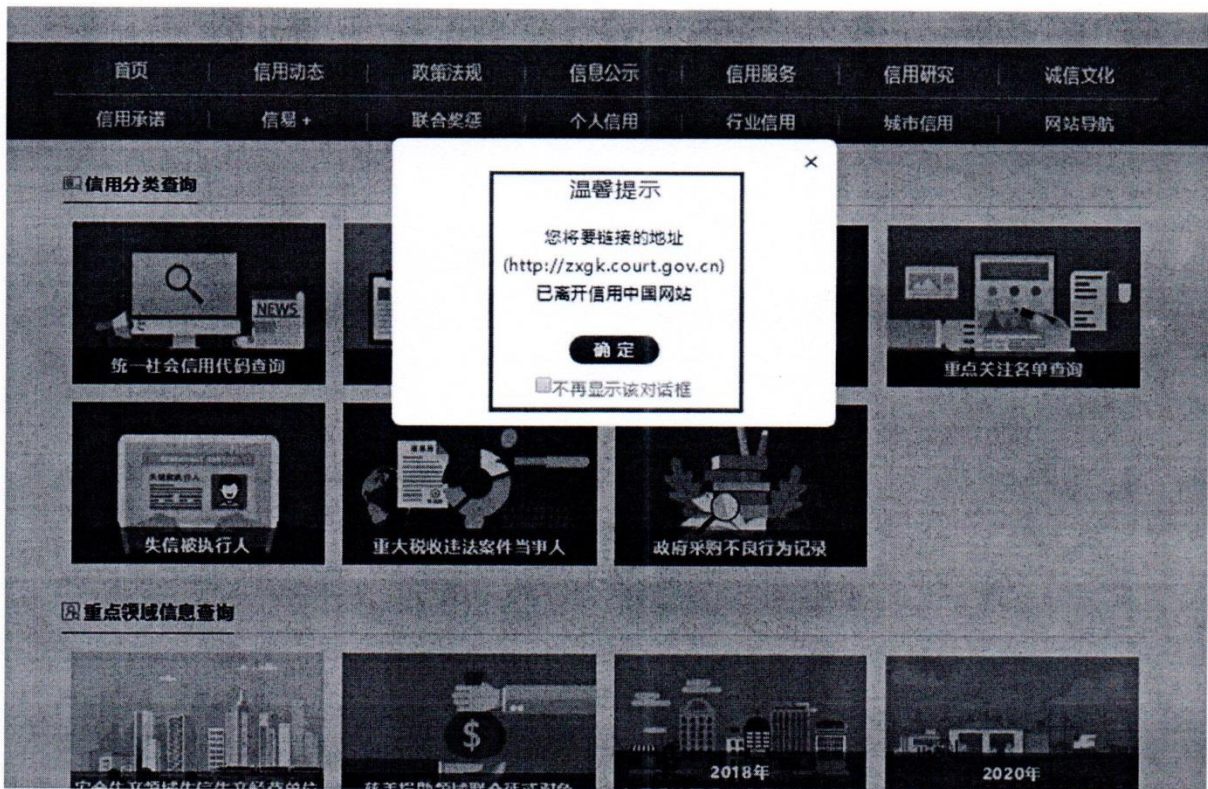 首页 信用动态 政策法规 信息公示 信用服务 信用研究 诚信文化
信用承诺 信易+ 联合奖惩 个人信用 行业信用 城市信用 网站导航
信用分类查询
×
温馨提示
您将要链接的地址
(http://zxgk.court.gov.cn)
已离开信用中国网站
确定
不再显示该对话框
NEWS
统一社会信用代码查询
重点关注名单查询
失信被执行人
失信被执行人 重大税收违法案件当事人 政府采购不良行为记录
重点领域信息查询
2018年 2020年